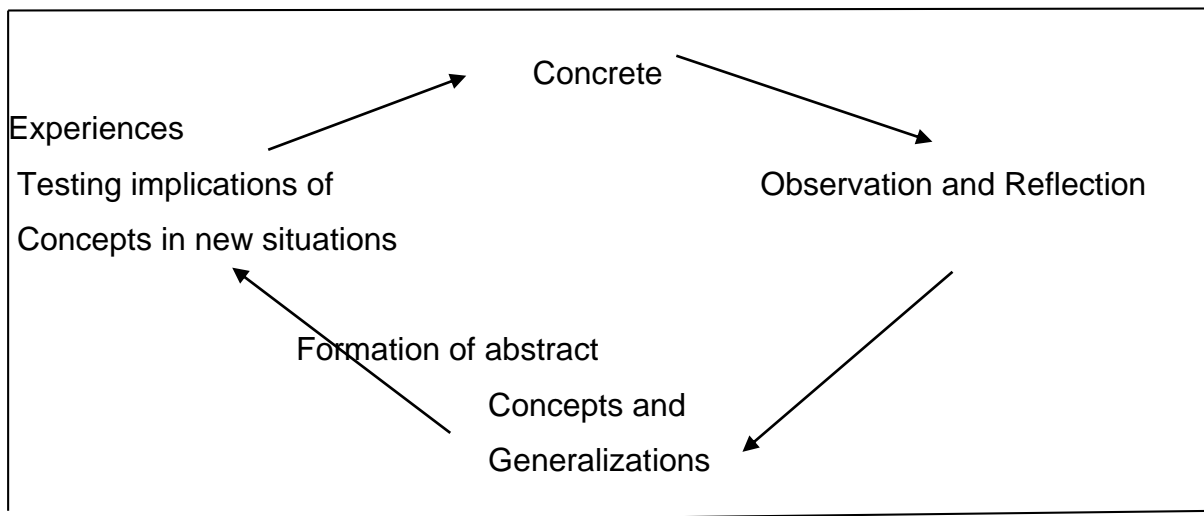 Concrete
Experiences
Testing implications of
Concepts in new situations
Observation and Reflection
Formation of abstract
Concepts and
Generalizations